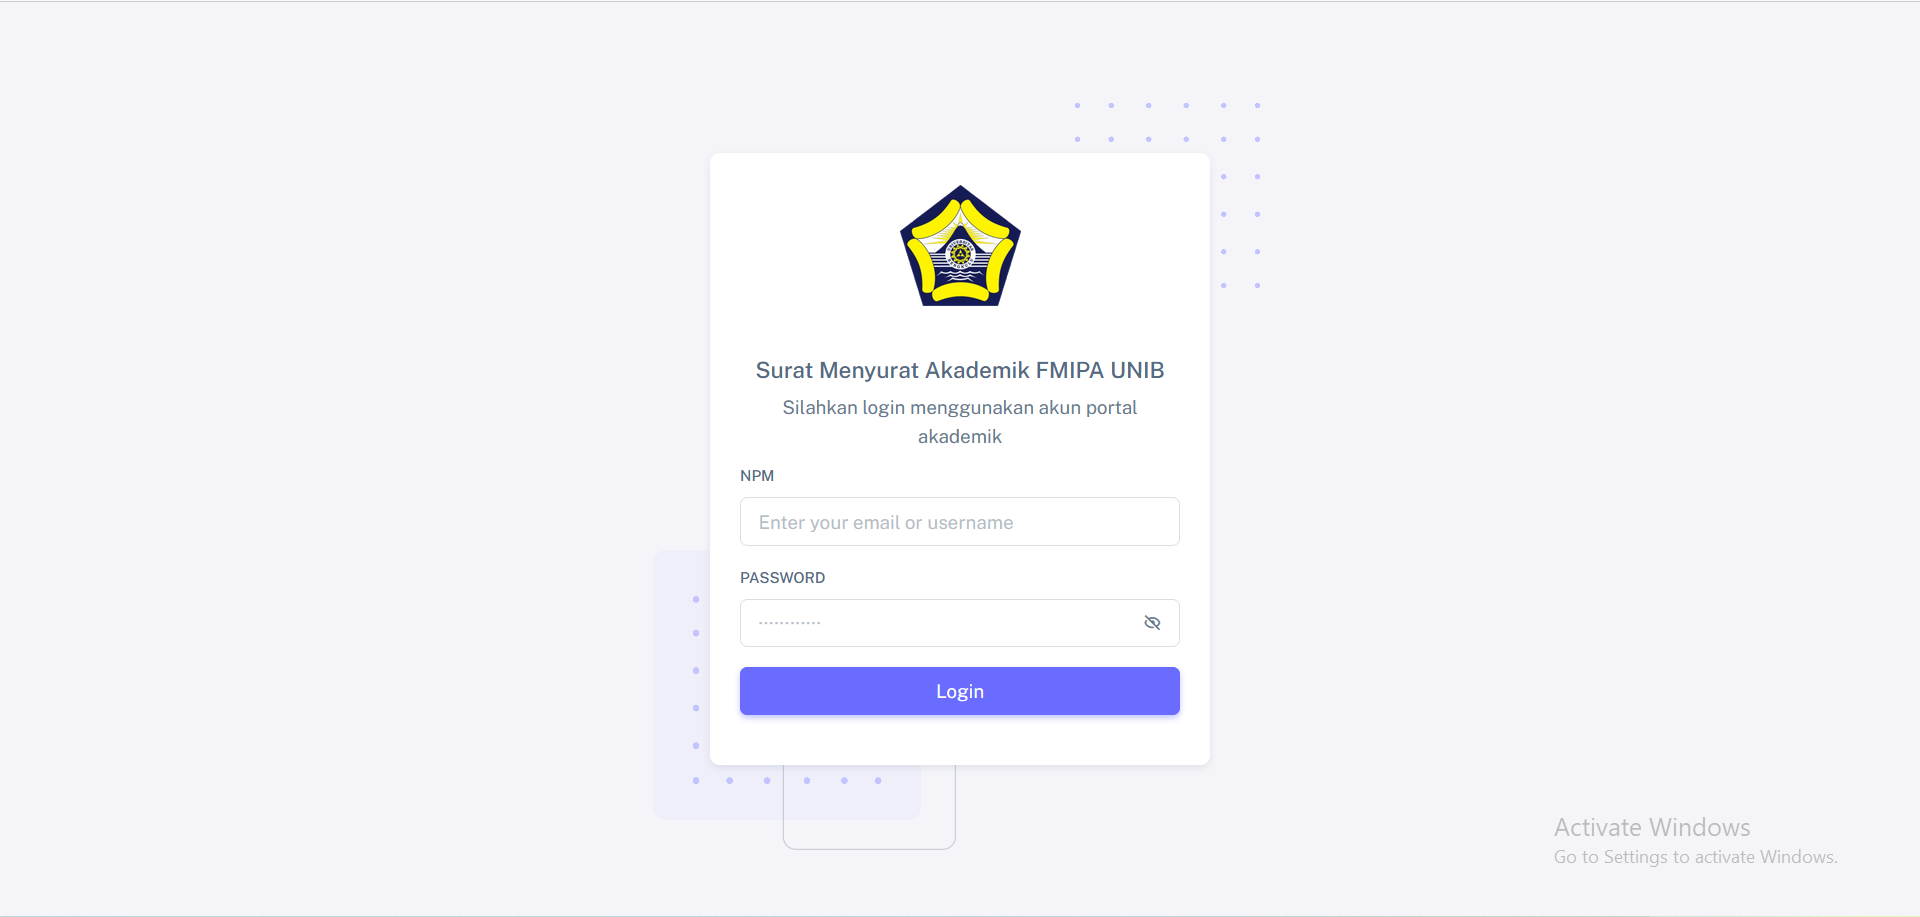 Surat Menyurat Akademik FMIPA UNIB
Silahkan login menggunakan akun portal
akademik
NPM
Enter your email or username
PASSWORD
············
Login
Activate Windows
Go to Settings to activate Windows.